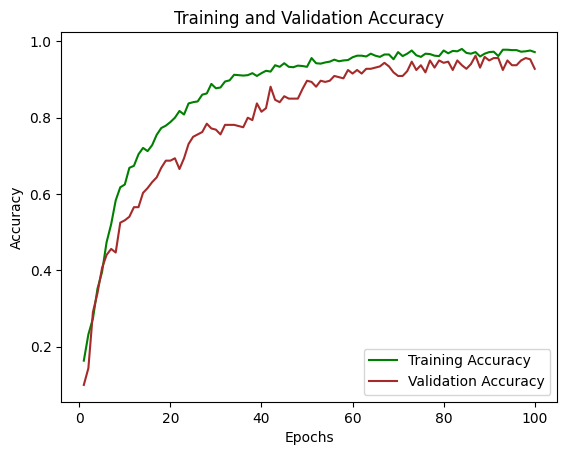 Training and Validation Accuracy
Accuracy
1.0
0.8
0.6
0.4
0.2
Training Accuracy
Validation Accuracy
0 20 40 60 80 100
Epochs